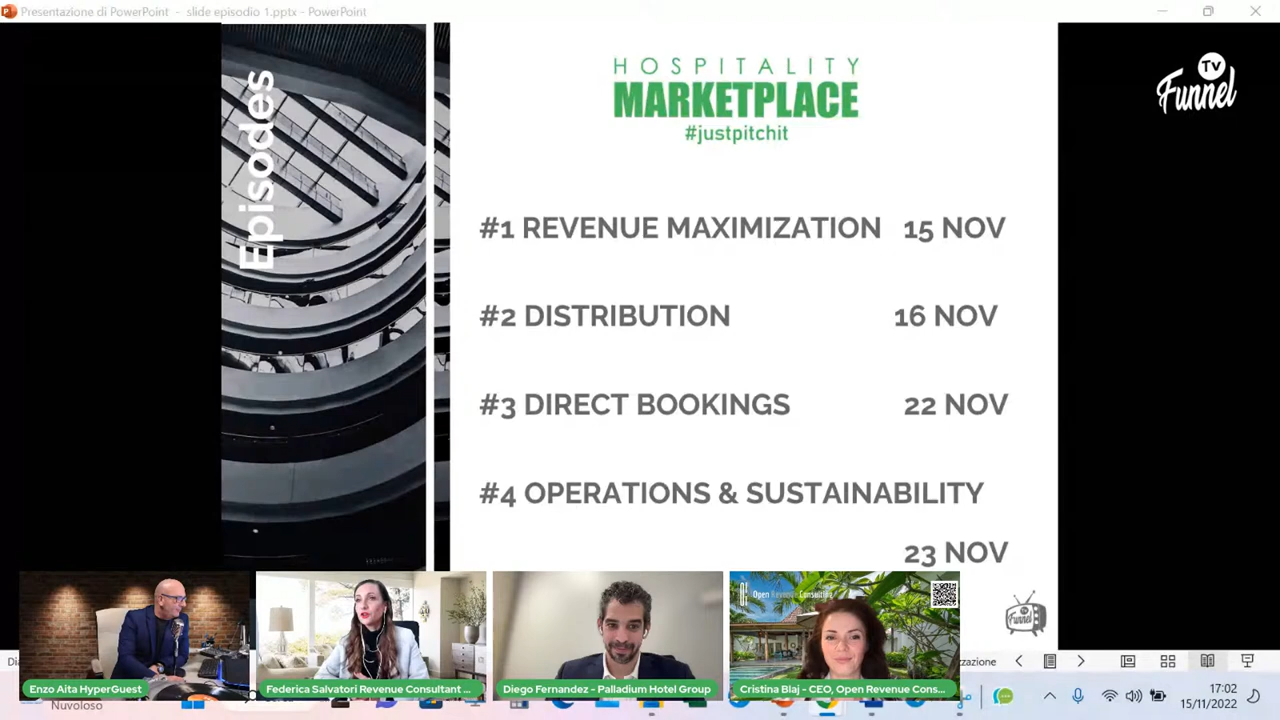 Presentazione di PowerPoint - slide episodio 1.pptx - PowerPoint
Episodes
HOSPITALITY
MARKETPLACE
#justpitchit
TV
Funnel
#1 REVENUE MAXIMIZATION 15 NOV
#2 DISTRIBUTION 16 NOV
#3 DIRECT BOOKINGS 22 NOV
#4 OPERATIONS & SUSTAINABILITY
23 NOV
Open Revenue Consulting
Funnel
Enzo Aita HyperGuest
Federica Salvatori Revenue Consultant ...
Diego Fernandez - Palladium Hotel Group
Cristina Blaj - CEO, Open Revenue Cons...
Nuvoloso
17:02
15/11/2022